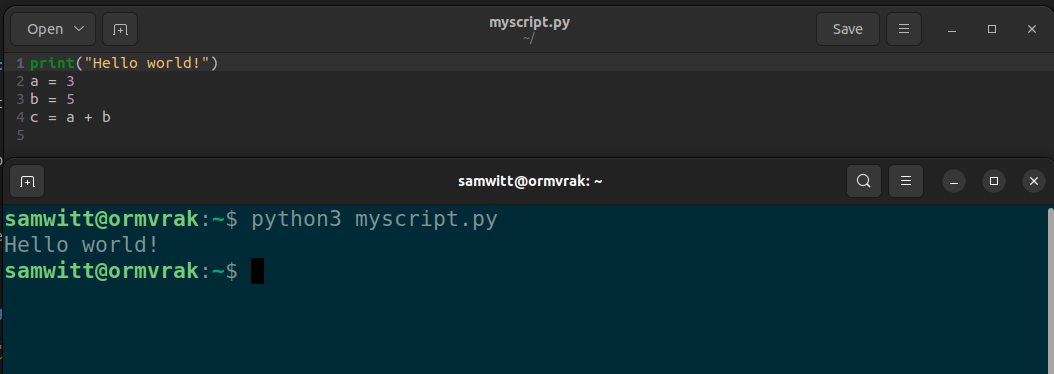 Open
myscript.py
~/
Save
1 print("Hello world!")
2 a = 3
3 b = 5
4 c = a + b
5
samwitt@ormvrak: ~
samwitt@ormvrak:~$ python3 myscript.py
Hello world!
samwitt@ormvrak:~$